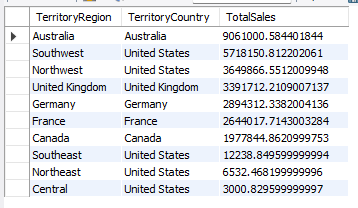 TerritoryRegion TerritoryCountry TotalSales
Australia Australia 9061000.584401844
Southwest United States 5718150.812202061
Northwest United States 3649866.5512009948
United Kingdom United Kingdom 3391712.2109007137
Germany Germany 2894312.3382004136
France France 2644017.7143003284
Canada Canada 1977844.8620999753
Southeast United States 12238.849599999994
Northeast United States 6532.468199999996
Central United States 3000.829599999997